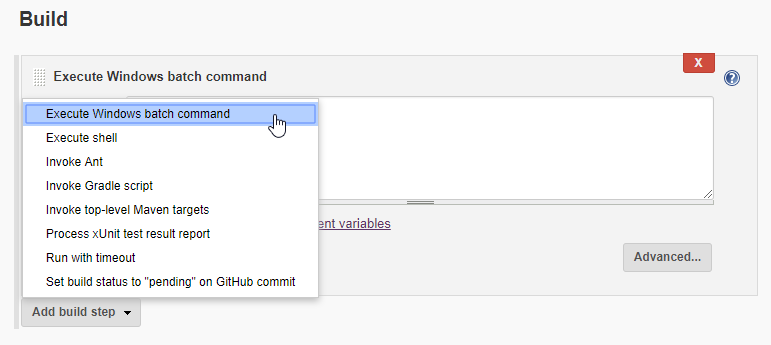 Build
X
Execute Windows batch command
?
Execute Windows batch command
Execute shell
Invoke Ant
Invoke Gradle script
Invoke top-level Maven targets
ent variables
Process xUnit test result report
Run with timeout
Advanced...
Set build status to "pending" on GitHub commit
Add build step